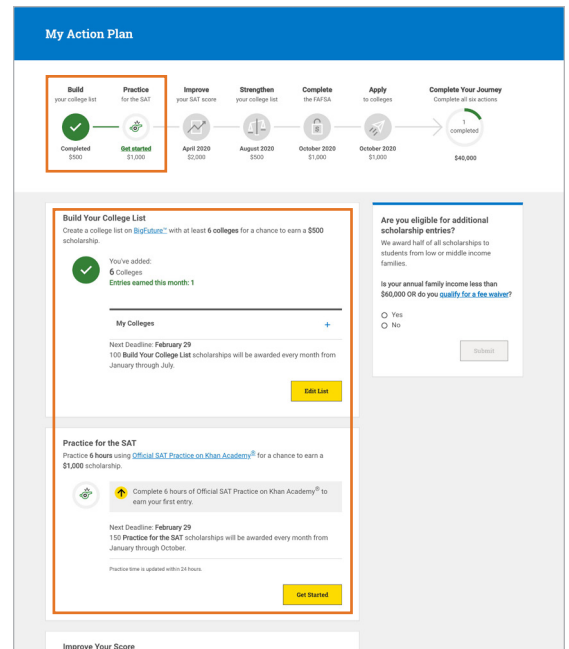 My Action Plan
Build
your college list
Completed
$500
Practice
for the SAT
Get started
$1,000
Improve
your SAT score
April 2020
$2,000
Strengthen
your college list
August 2020
$500
Complete
the FAFSA
October 2020
$1,000
Apply
to colleges
October 2020
$1,000
Complete Your Journey
Complete all six actions
1
completed
$40,000
Build Your College List
Create a college list on BigFuture™ with at least 6 colleges for a chance to earn a $500
scholarship.
You've added:
6 Colleges
Entries earned this month: 1
My Colleges +
Next Deadline: February 29
100 Build Your College List scholarships will be awarded every month from
January through July.
Edit List
Practice for the SAT
Practice 6 hours using Official SAT Practice on Khan Academy® for a chance to earn a
$1,000 scholarship.
Complete 6 hours of Official SAT Practice on Khan Academy® to
earn your first entry.
Next Deadline: February 29
150 Practice for the SAT scholarships will be awarded every month from
January through October.
Practice time is updated within 24 hours.
Get Started
Improve Your Score
Are you eligible for additional
scholarship entries?
We award half of all scholarships to
students from low or middle income
families.
Is your annual family income less than
$60,000 OR do you qualify for a fee waiver?
Yes
No
Submit